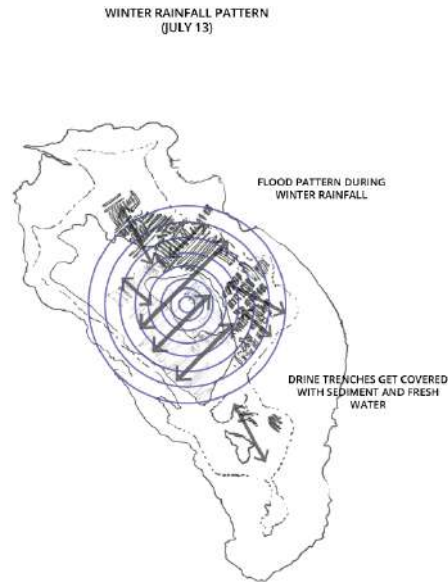 WINTER RAINFALL PATTERN
(JULY 13)
FLOOD PATTERN DURING
WINTER RAINFALL
DRINE TRENCHES GET COVERED
WITH SEDIMENT AND FRESH
WATER